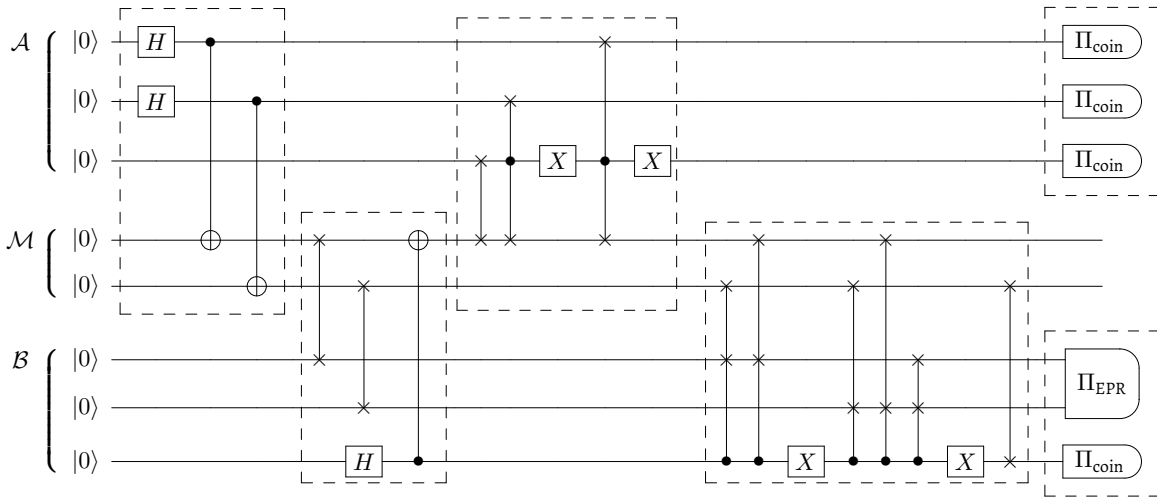 𝒜 |0⟩ H Π_coin
|0⟩ H Π_coin
|0⟩ X X Π_coin
ℳ |0⟩
|0⟩
ℬ |0⟩ Π_EPR
|0⟩
|0⟩ H X X Π_coin